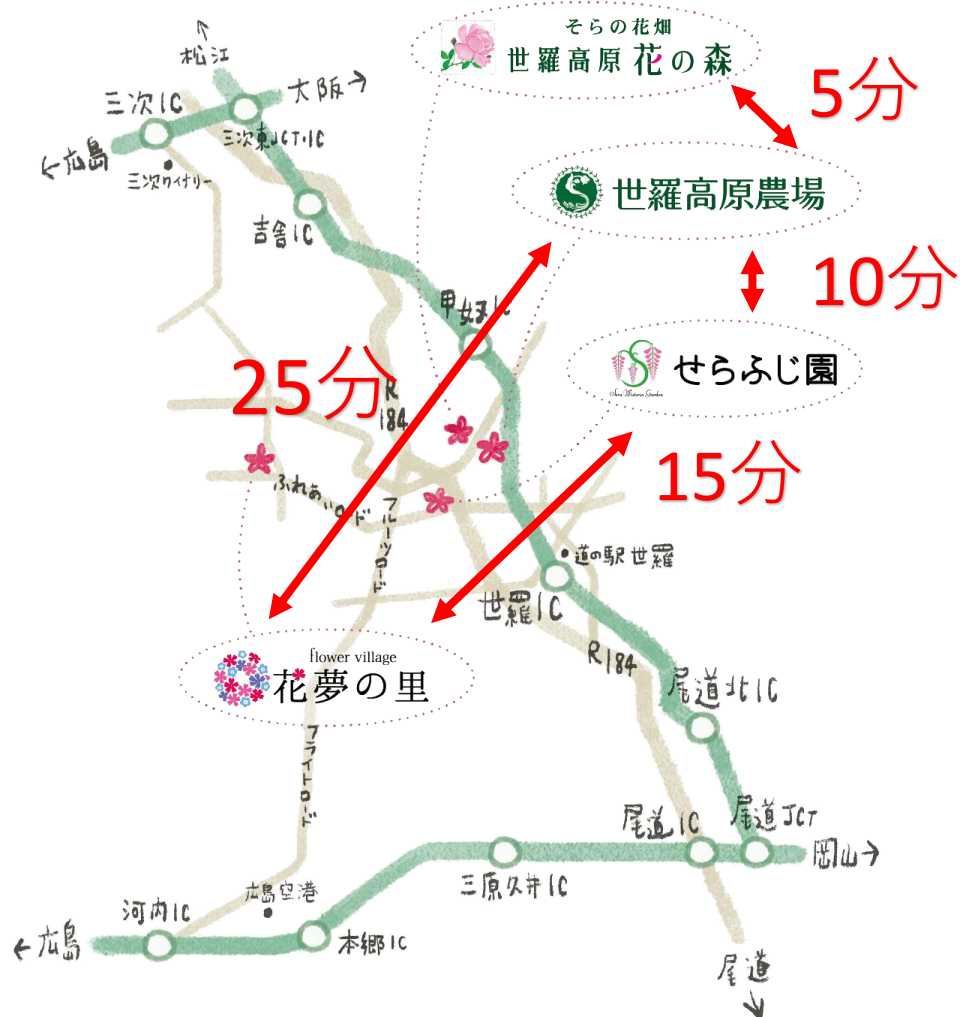 そらの花畑
世羅高原 花の森
5分
↑
松江
大阪→
三次IC
三次東JCT・IC
←広島
三次ワイナリー
世羅高原農場
吉舎IC
10分
甲奴IC
せらふじ園
Sera Wisteria Garden
25分
R
184
15分
ふれあいロード
フルーツロード
道の駅世羅
世羅IC
flower village
花夢の里
R184
尾道北IC
フライトロード
尾道IC
尾道JCT
岡山→
三原久井IC
広島空港
河内IC
←広島
本郷IC
尾道
↓